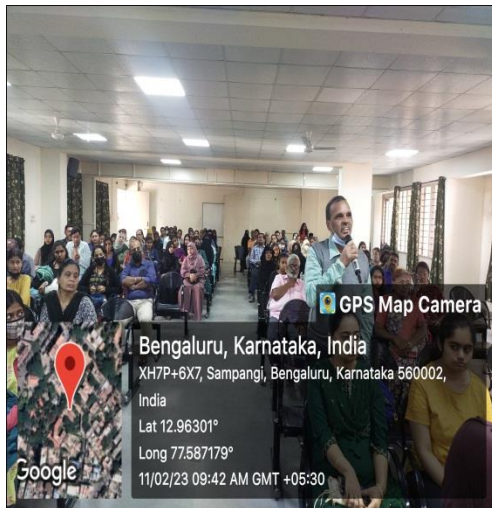 GPS Map Camera
Bengaluru, Karnataka, India
XH7P+6X7, Sampangi, Bengaluru, Karnataka 560002,
India
Lat 12.96301°
Long 77.587179°
11/02/23 09:42 AM GMT +05:30
Google